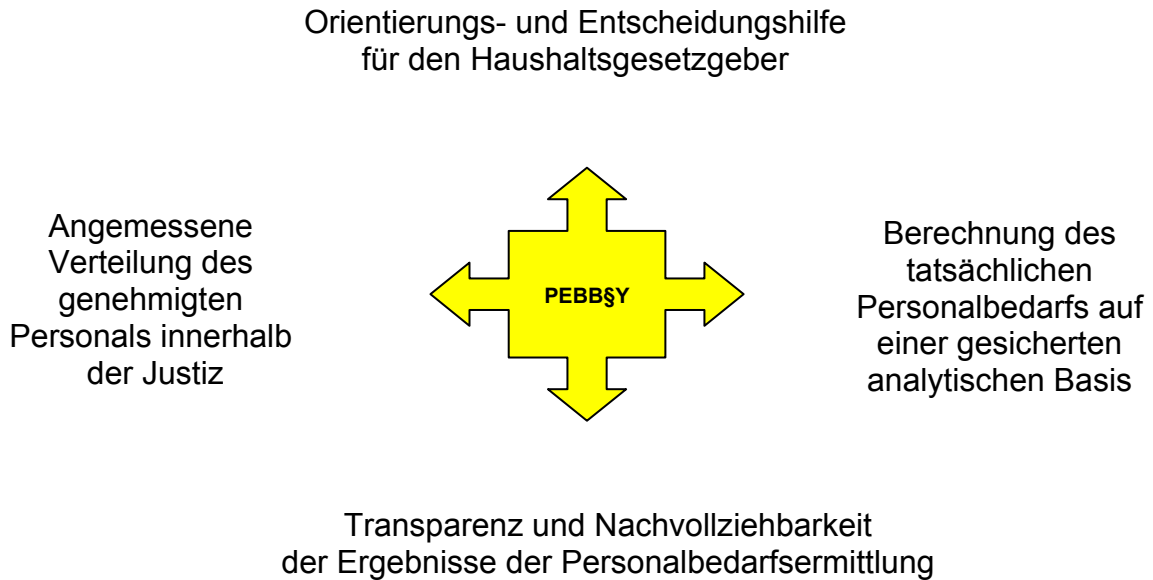 Orientierungs- und Entscheidungshilfe
für den Haushaltsgesetzgeber
Angemessene
Verteilung des
genehmigten
Personals innerhalb
der Justiz
PEBB§Y
Berechnung des
tatsächlichen
Personalbedarfs auf
einer gesicherten
analytischen Basis
Transparenz und Nachvollziehbarkeit
der Ergebnisse der Personalbedarfsermittlung